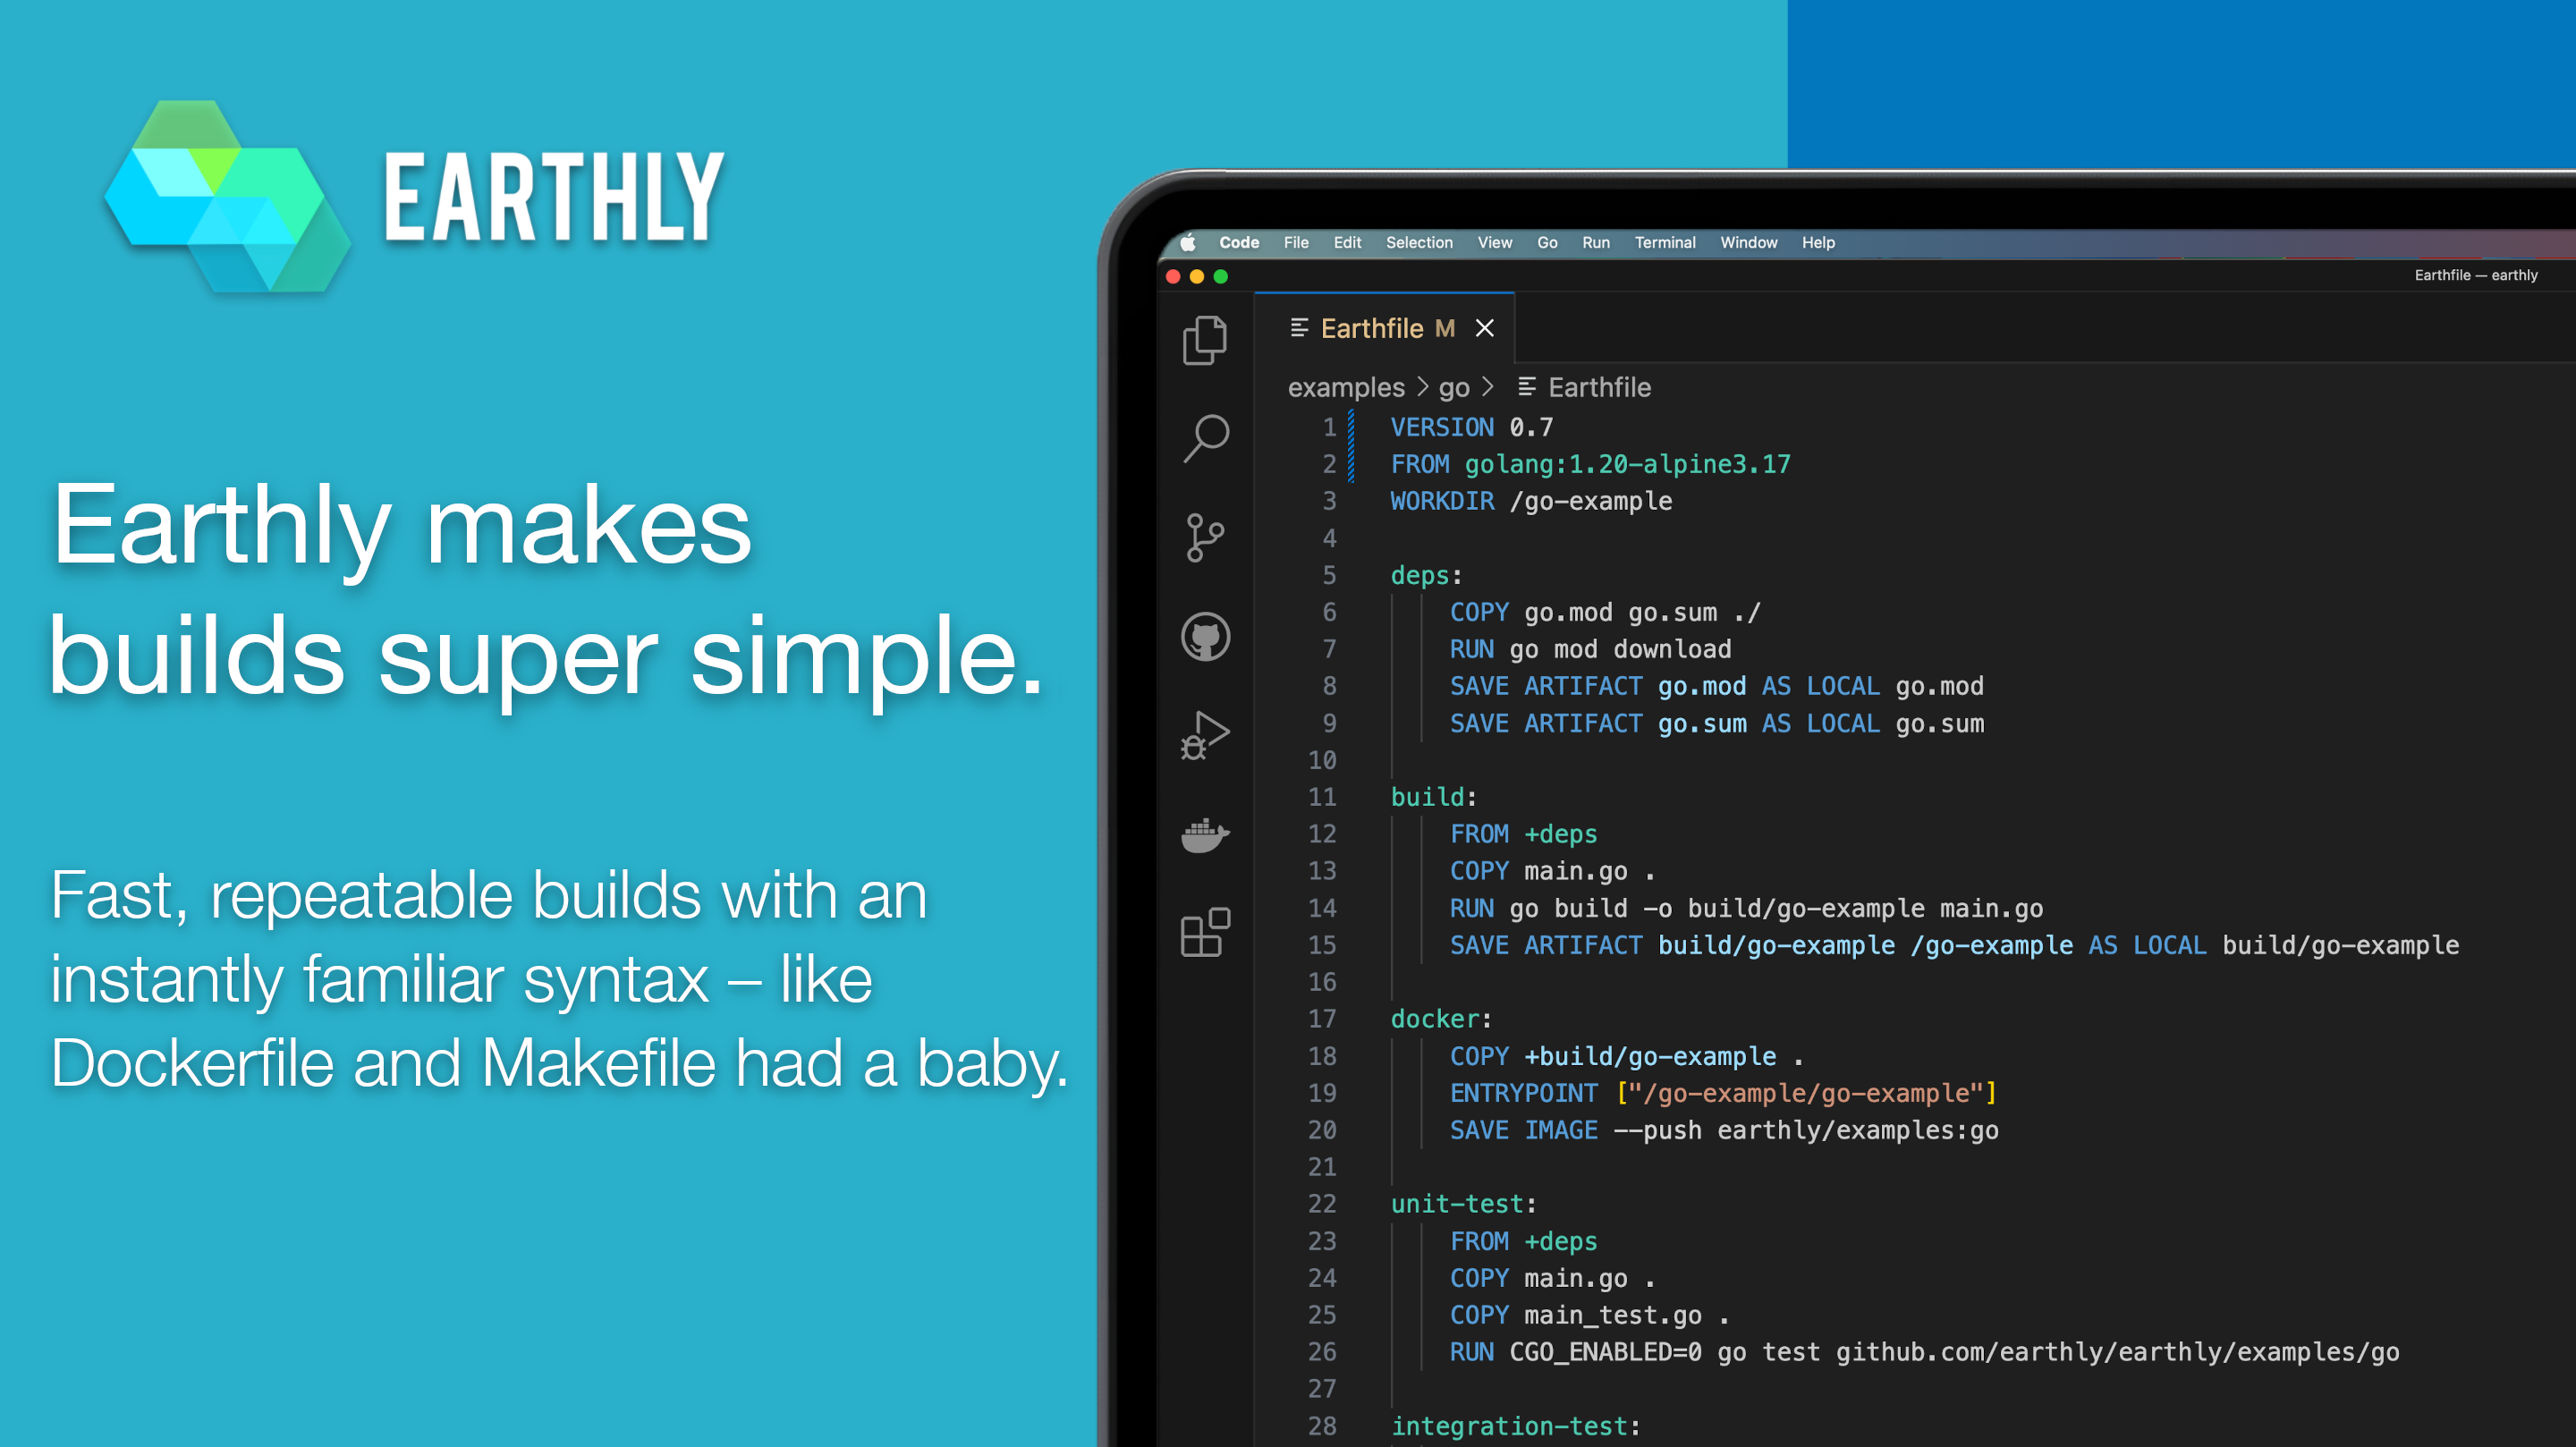 EARTHLY
Earthly makes
builds super simple.
Fast, repeatable builds with an
instantly familiar syntax – like
Dockerfile and Makefile had a baby.
Code File Edit Selection View Go Run Terminal Window Help
Earthfile — earthly
Earthfile M
examples > go > Earthfile
1 VERSION 0.7
2 FROM golang:1.20-alpine3.17
3 WORKDIR /go-example
4
5 deps:
6 COPY go.mod go.sum ./
7 RUN go mod download
8 SAVE ARTIFACT go.mod AS LOCAL go.mod
9 SAVE ARTIFACT go.sum AS LOCAL go.sum
10
11 build:
12 FROM +deps
13 COPY main.go .
14 RUN go build -o build/go-example main.go
15 SAVE ARTIFACT build/go-example /go-example AS LOCAL build/go-example
16
17 docker:
18 COPY +build/go-example .
19 ENTRYPOINT ["/go-example/go-example"]
20 SAVE IMAGE --push earthly/examples:go
21
22 unit-test:
23 FROM +deps
24 COPY main.go .
25 COPY main_test.go .
26 RUN CGO_ENABLED=0 go test github.com/earthly/earthly/examples/go
27
28 integration-test: